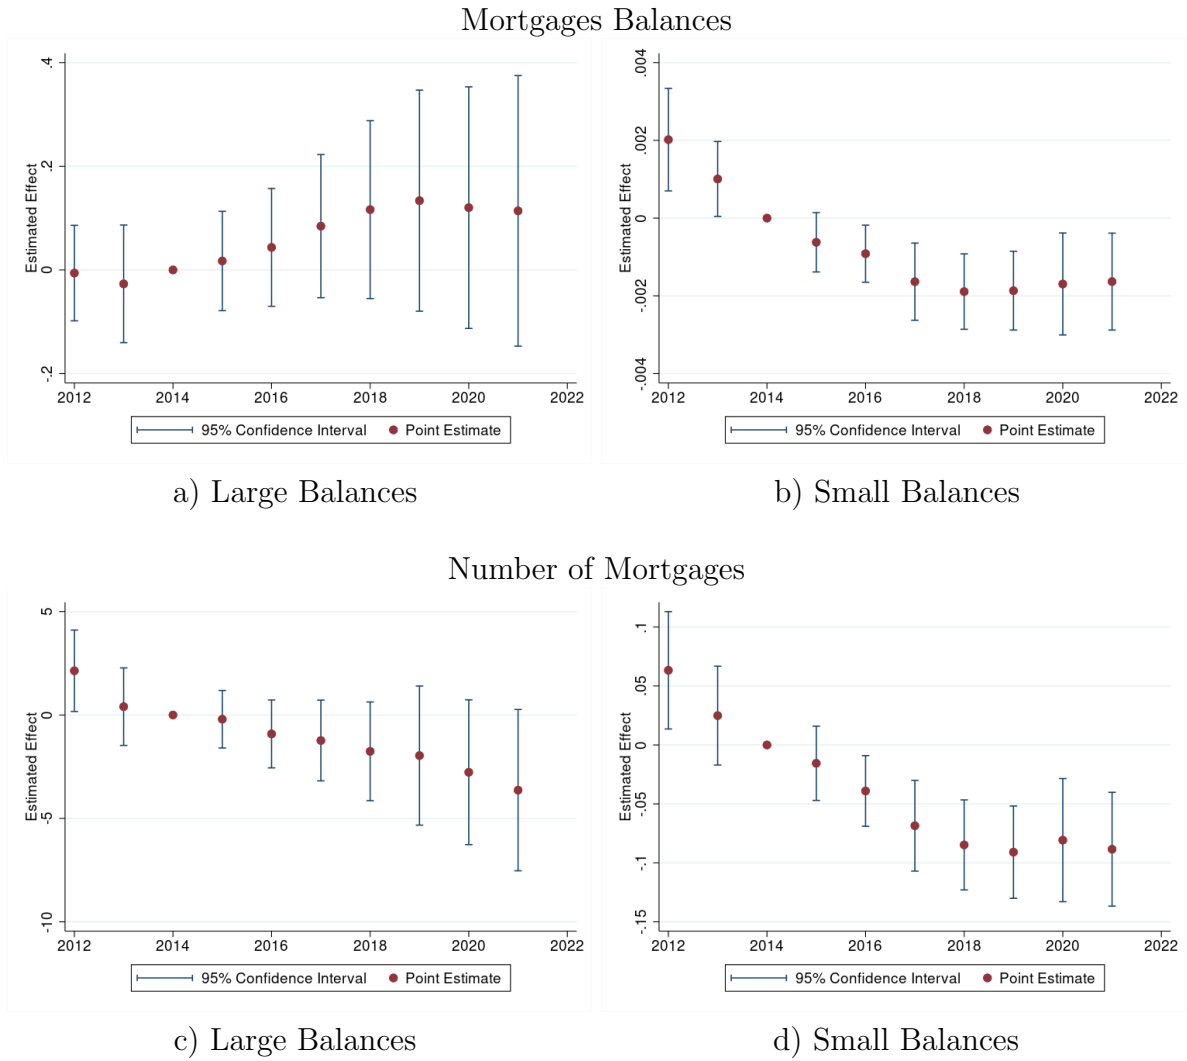 Mortgages Balances
.4
.2
0
-.2
Estimated Effect
2012 2014 2016 2018 2020 2022
95% Confidence Interval Point Estimate
a) Large Balances
.004
.002
0
-.002
-.004
Estimated Effect
2012 2014 2016 2018 2020 2022
95% Confidence Interval Point Estimate
b) Small Balances
Number of Mortgages
5
0
-5
-10
Estimated Effect
2012 2014 2016 2018 2020 2022
95% Confidence Interval Point Estimate
c) Large Balances
.1
.05
0
-.05
-.1
-.15
Estimated Effect
2012 2014 2016 2018 2020 2022
95% Confidence Interval Point Estimate
d) Small Balances